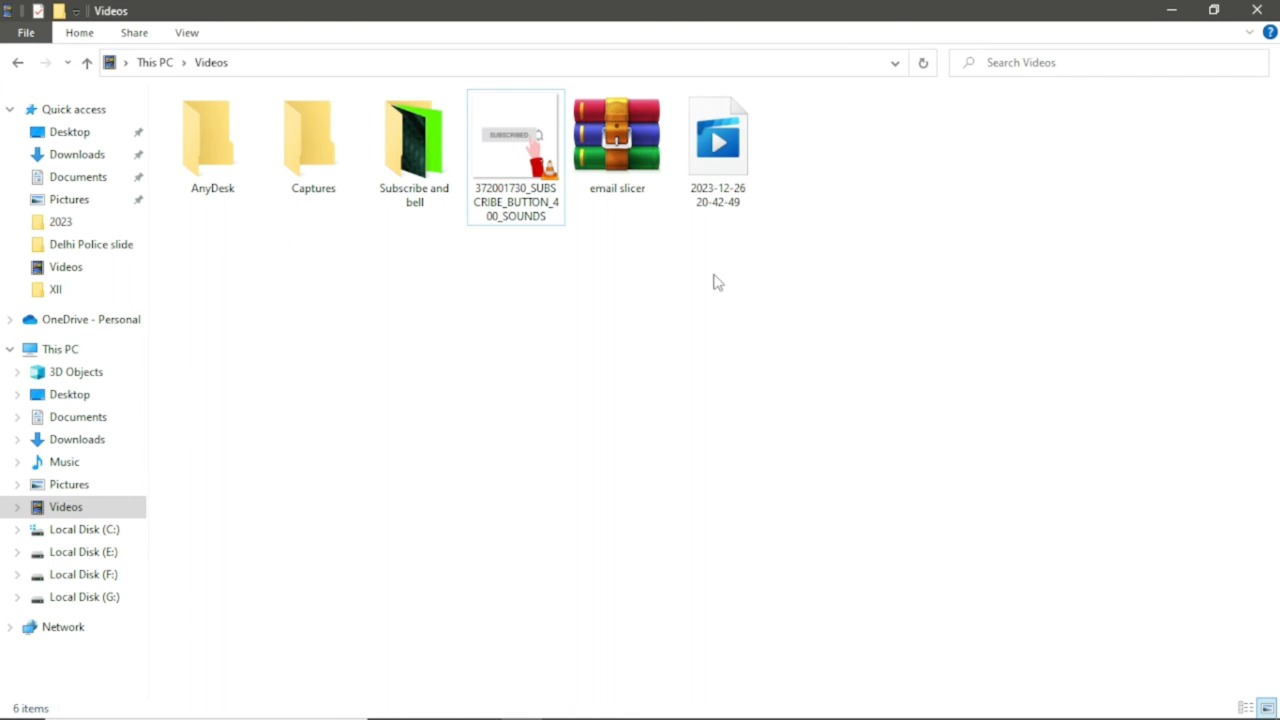 Videos
File Home Share View
This PC Videos
Search Videos
Quick access
Desktop
Downloads
Documents
Pictures
2023
Delhi Police slide
Videos
XII
OneDrive - Personal
This PC
3D Objects
Desktop
Documents
Downloads
Music
Pictures
Videos
Local Disk (C:)
Local Disk (E:)
Local Disk (F:)
Local Disk (G:)
Network
AnyDesk
Captures
Subscribe and
bell
SUBSCRIBED
372001730_SUBS
CRIBE_BUTTON_4
00_SOUNDS
email slicer
2023-12-26
20-42-49
6 items